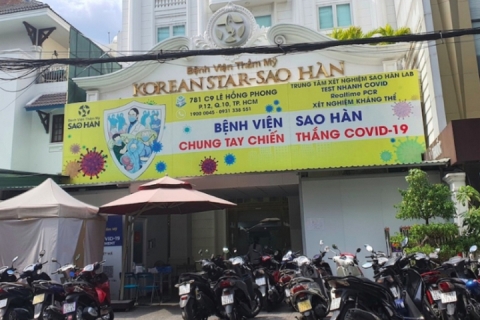 Bệnh Viện Thẩm Mỹ
KOREAN STAR-SAO HÀN
781 C9 LÊ HỒNG PHONG
P.12, Q.10, TP. HCM
TRUNG TÂM XÉT NGHIỆM SAO HÀN LAB
TEST NHANH COVID
Realtime PCR
XÉT NGHIỆM KHÁNG THỂ
SAO HÀN
BỆNH VIỆN SAO HÀN
CHUNG TAY CHIẾN THẮNG COVID-19